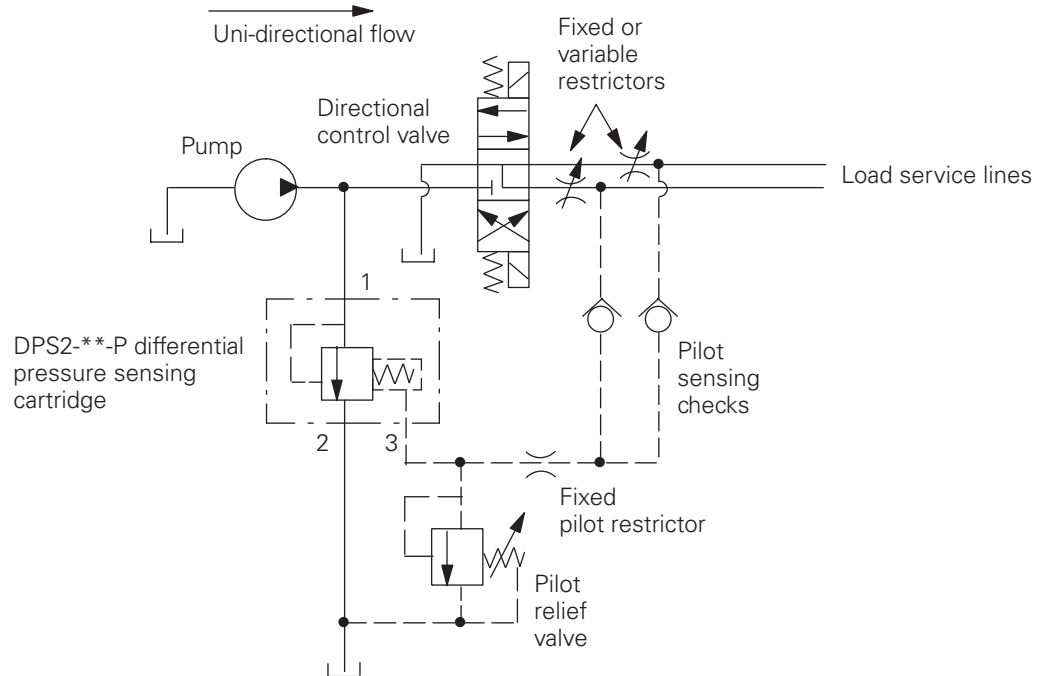 Uni-directional flow
Fixed or
variable
restrictors
Directional
control valve
Pump
Load service lines
1
DPS2-**-P differential
pressure sensing
cartridge
Pilot
sensing
checks
2
3
Fixed
pilot restrictor
Pilot
relief
valve